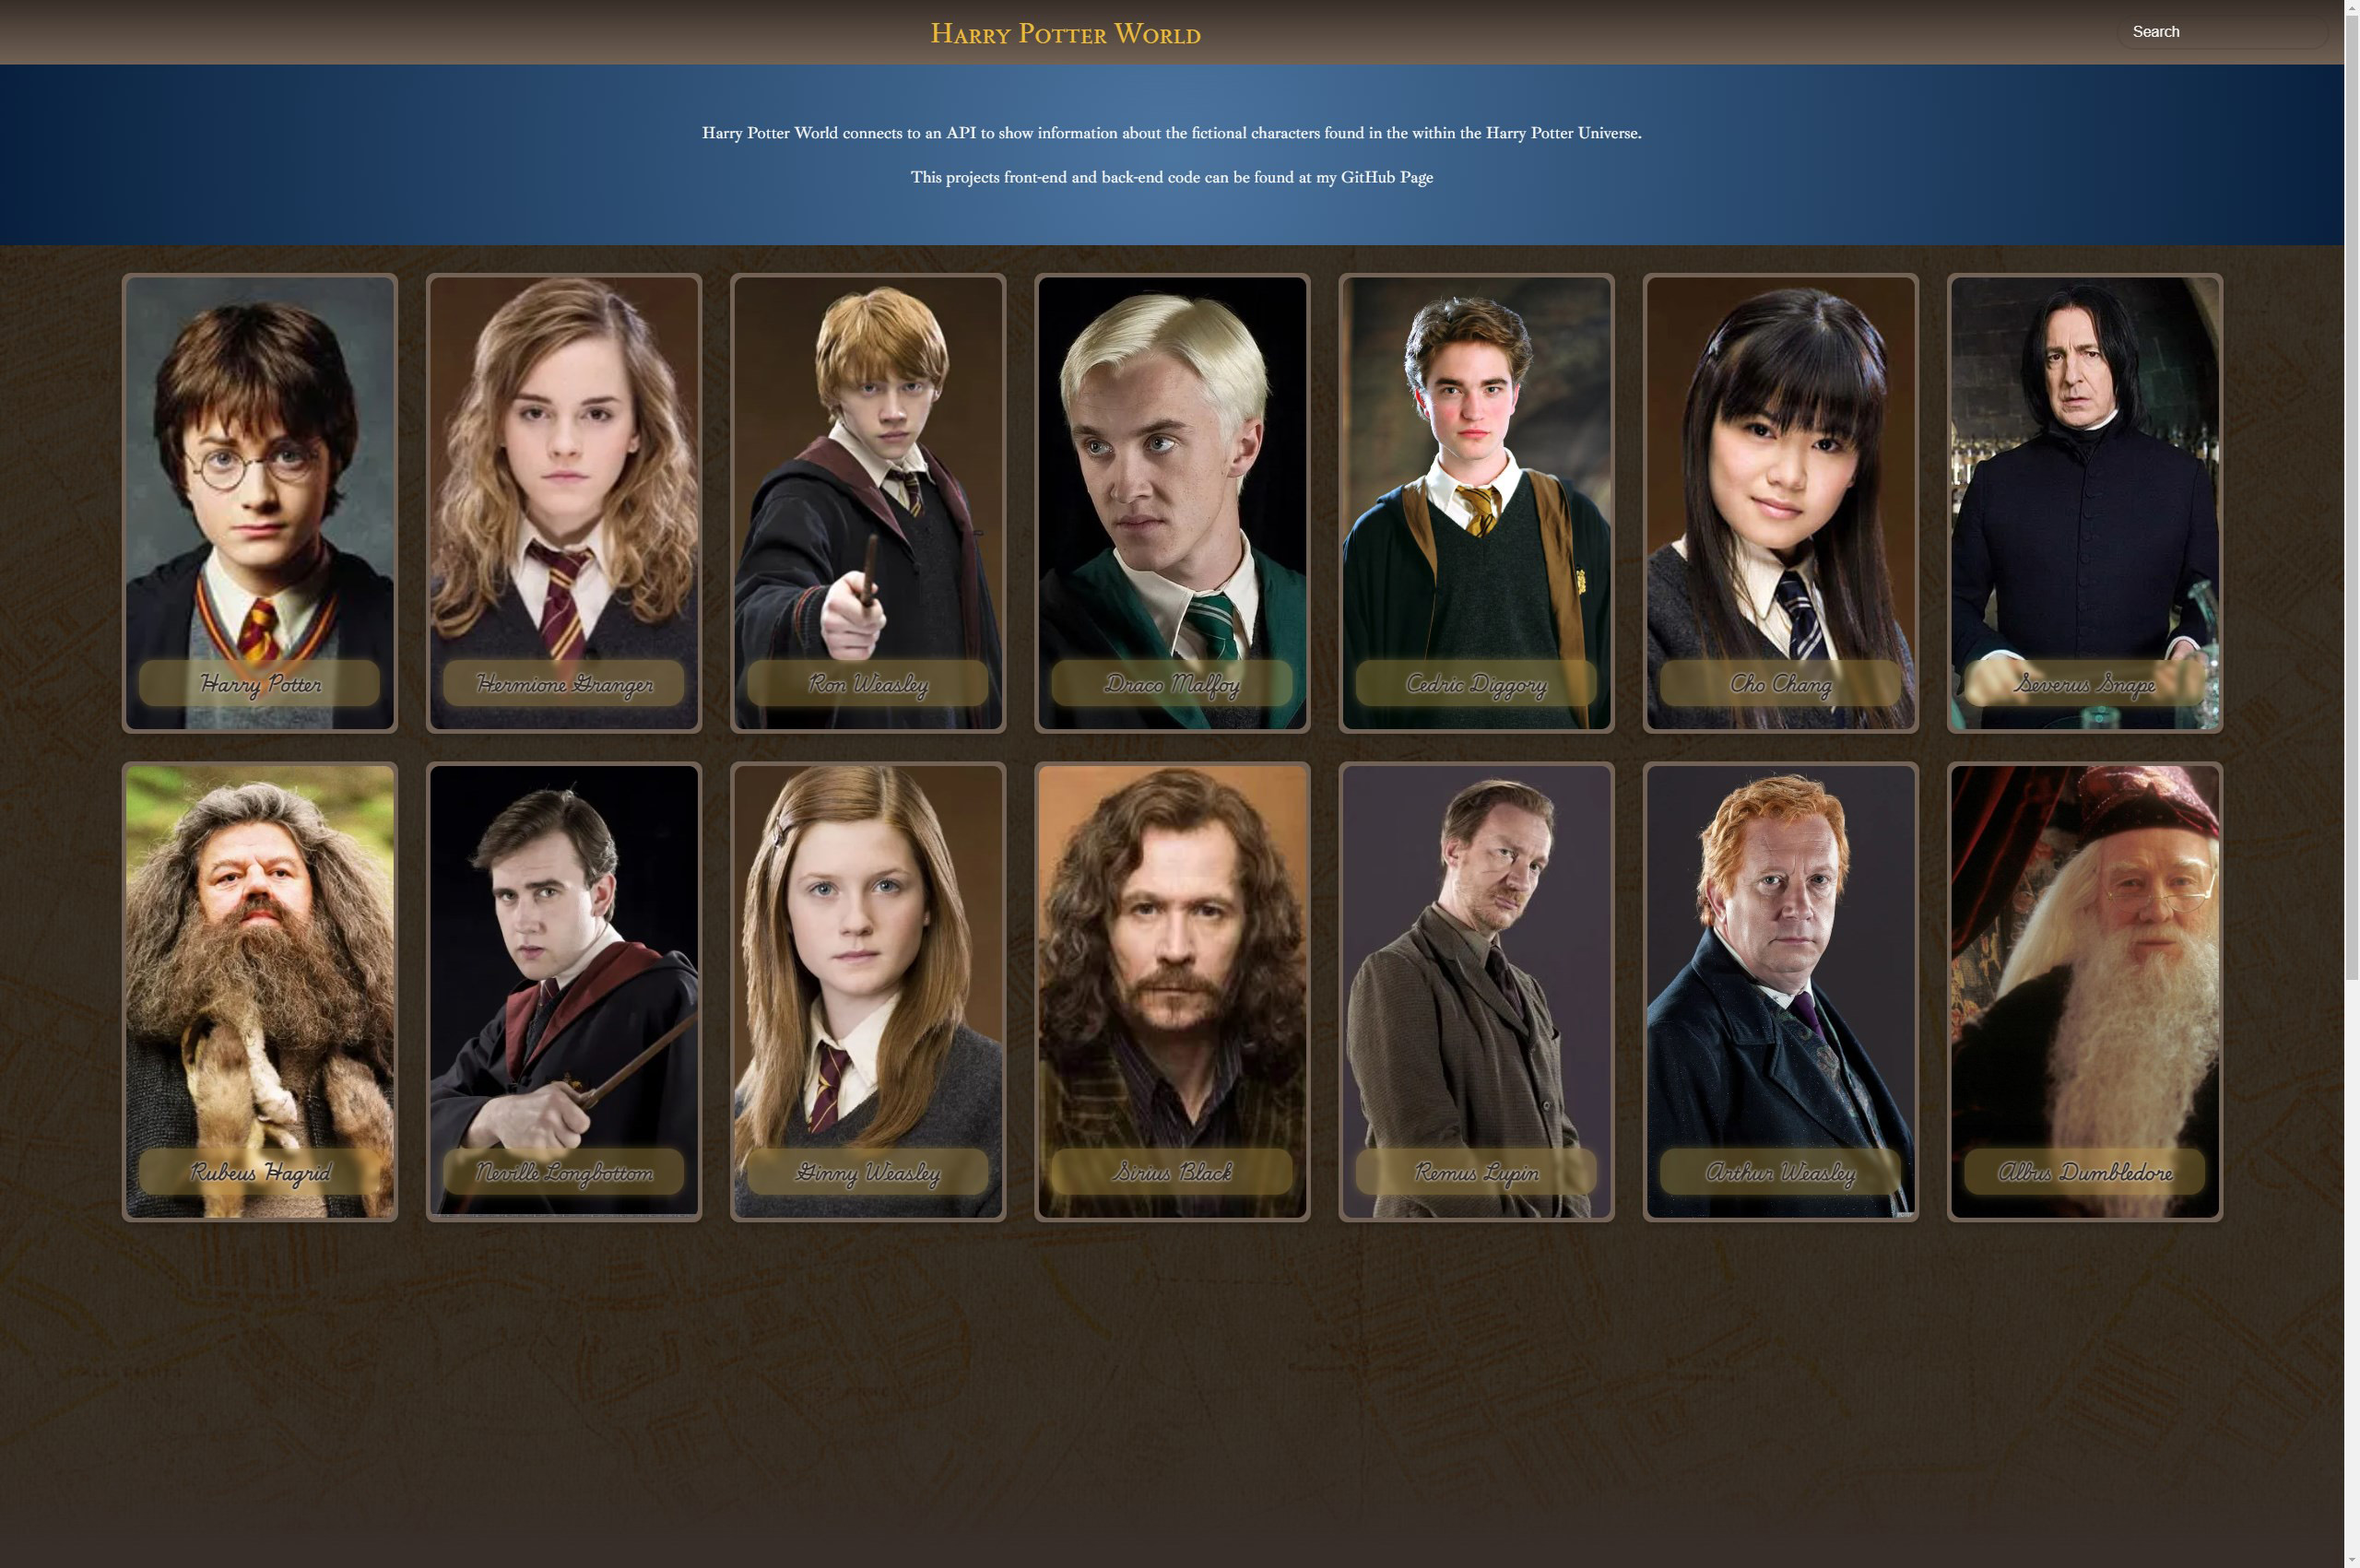 Harry Potter World
Search
Harry Potter World connects to an API to show information about the fictional characters found in the within the Harry Potter Universe.
This projects front-end and back-end code can be found at my GitHub Page
Harry Potter
Hermione Granger
Ron Weasley
Draco Malfoy
Cedric Diggory
Cho Chang
Severus Snape
Rubeus Hagrid
Neville Longbottom
Ginny Weasley
Sirius Black
Remus Lupin
Arthur Weasley
Albus Dumbledore